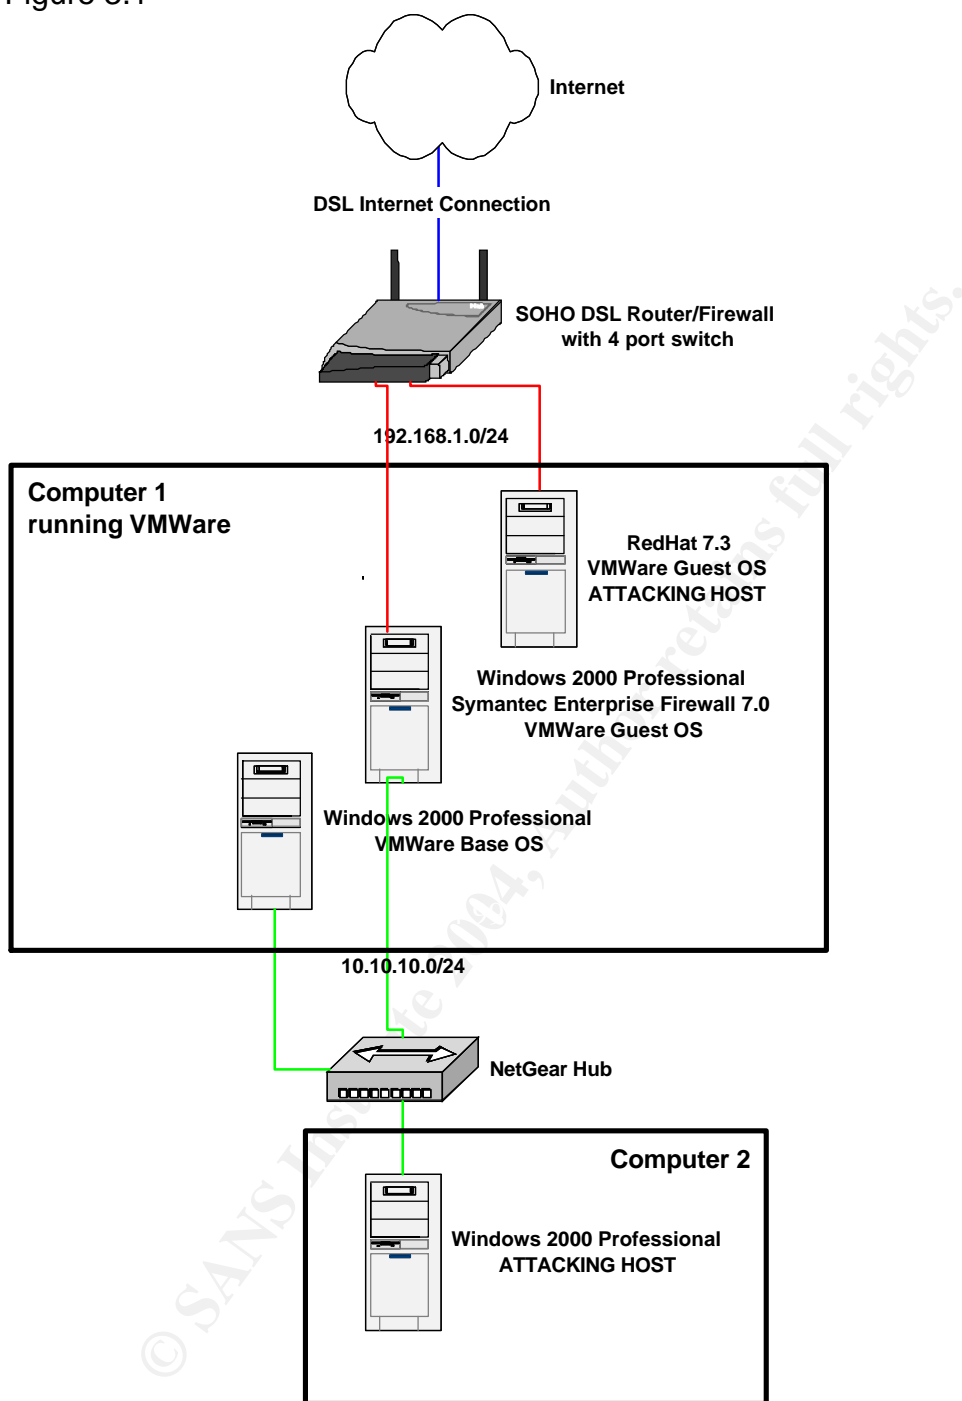 Internet
DSL Internet Connection
SOHO DSL Router/Firewall
with 4 port switch
192.168.1.0/24
Computer 1
running VMWare
RedHat 7.3
VMWare Guest OS
ATTACKING HOST
Windows 2000 Professional
Symantec Enterprise Firewall 7.0
VMWare Guest OS
Windows 2000 Professional
VMWare Base OS
10.10.10.0/24
NetGear Hub
Computer 2
Windows 2000 Professional
ATTACKING HOST
© SANS Institute 2004, Author retains full rights.